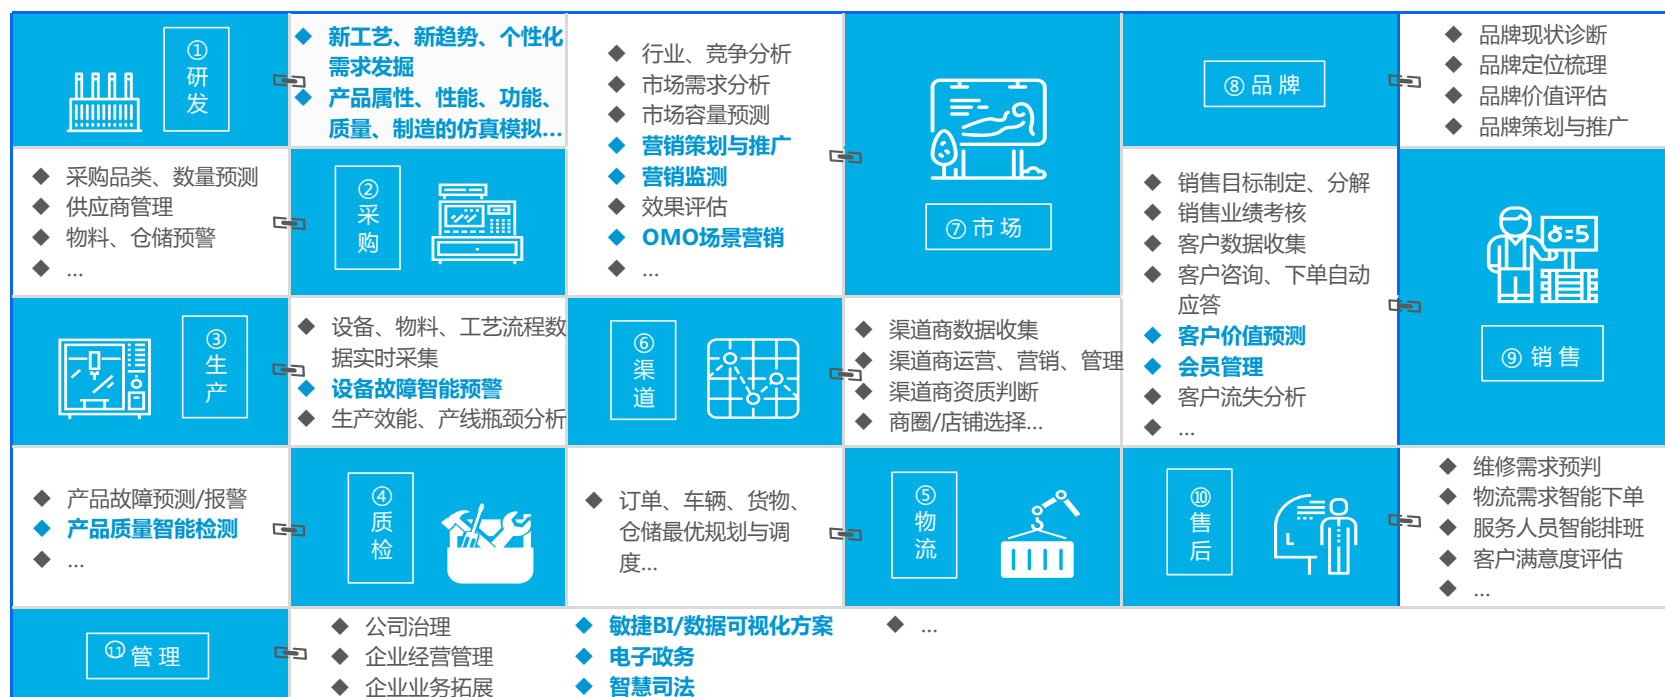 ①
研
发
新工艺、新趋势、个性化
需求发掘
产品属性、性能、功能、
质量、制造的仿真模拟...
采购品类、数量预测
供应商管理
物料、仓储预警
...
②
采
购
③
生
产
设备、物料、工艺流程数
据实时采集
设备故障智能预警
生产效能、产线瓶颈分析
产品故障预测/报警
产品质量智能检测
...
④
质
检
订单、车辆、货物、
仓储最优规划与调
度...
⑤
物
流
⑥
渠
道
渠道商数据收集
渠道商运营、营销、管理
渠道商资质判断
商圈/店铺选择...
行业、竞争分析
市场需求分析
市场容量预测
营销策划与推广
营销监测
效果评估
OMO场景营销
...
⑦市场
⑧品牌
品牌现状诊断
品牌定位梳理
品牌价值评估
品牌策划与推广
销售目标制定、分解
销售业绩考核
客户数据收集
客户咨询、下单自动
应答
客户价值预测
会员管理
客户流失分析
...
⑨销售
⑩
售
后
维修需求预判
物流需求智能下单
服务人员智能排班
客户满意度评估
...
⑪管理
公司治理
企业经营管理
企业业务拓展
敏捷BI/数据可视化方案
电子政务
智慧司法
...